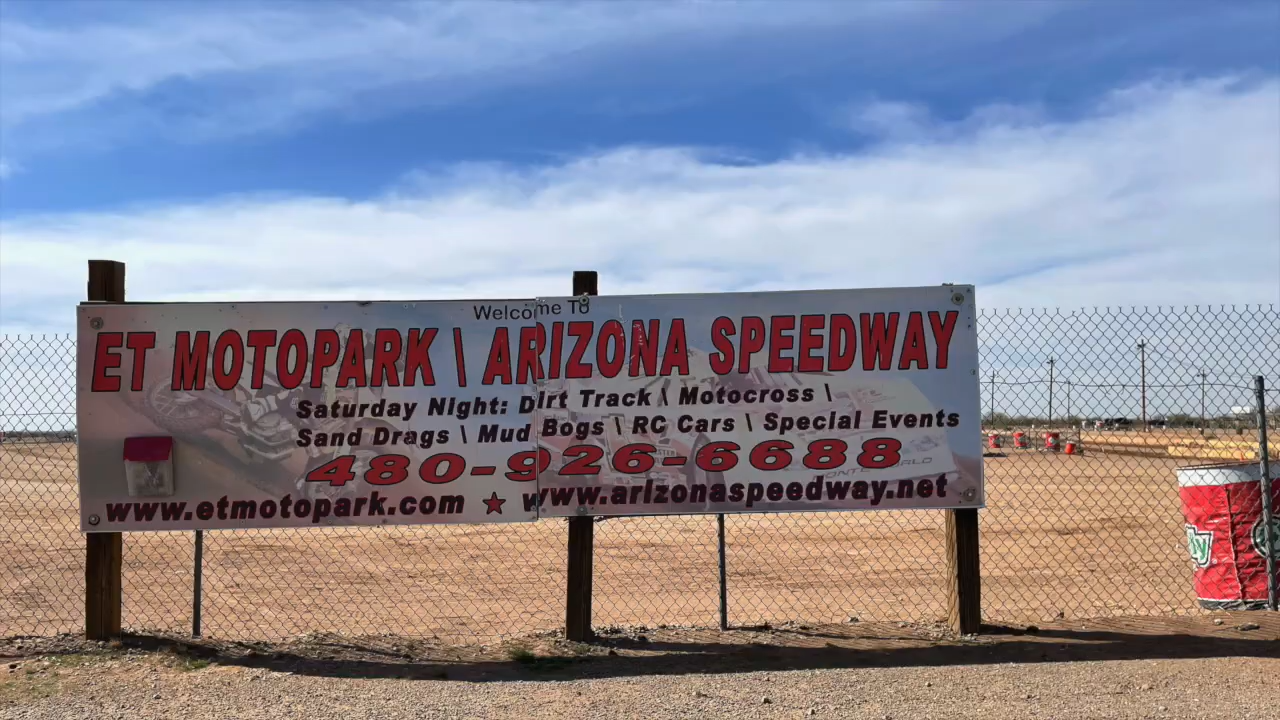 Welcome To
ET MOTOPARK \ ARIZONA SPEEDWAY
Saturday Night: Dirt Track \ Motocross \
Sand Drags \ Mud Bogs \ RC Cars \ Special Events
480-926-6688
www.etmotopark.com ★ www.arizonaspeedway.net